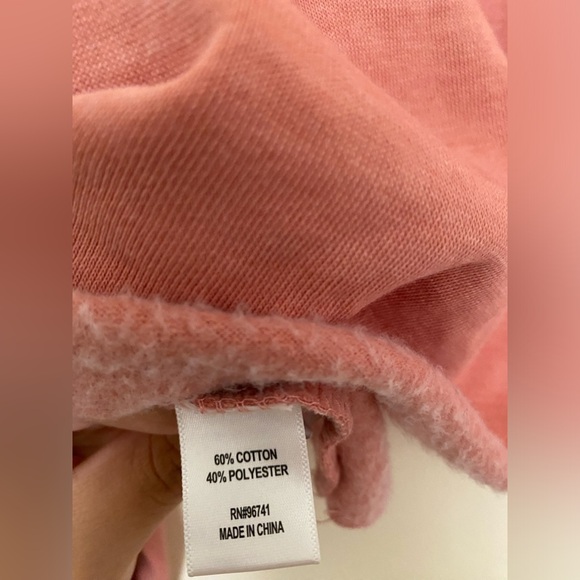 60% COTTON
40% POLYESTER
RN#96741
MADE IN CHINA